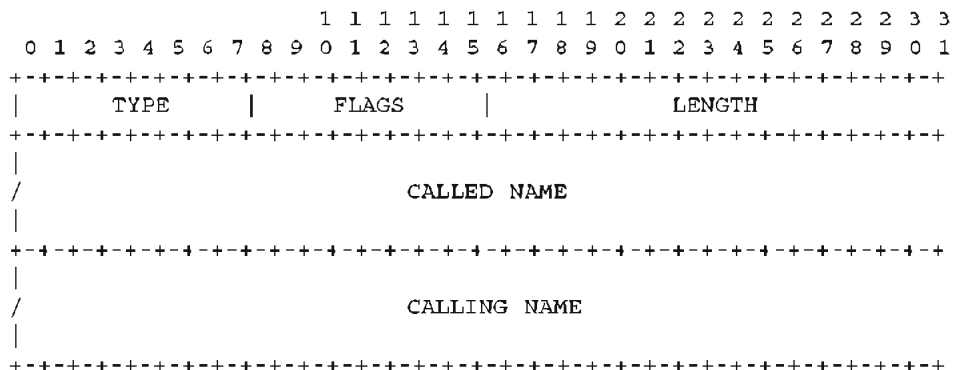 1 1 1 1 1 1 1 1 1 1 2 2 2 2 2 2 2 2 2 2 3 3
 0 1 2 3 4 5 6 7 8 9 0 1 2 3 4 5 6 7 8 9 0 1 2 3 4 5 6 7 8 9 0 1
+-+-+-+-+-+-+-+-+-+-+-+-+-+-+-+-+-+-+-+-+-+-+-+-+-+-+-+-+-+-+
| TYPE | FLAGS | LENGTH
+-+-+-+-+-+-+-+-+-+-+-+-+-+-+-+-+-+-+-+-+-+-+-+-+-+-+-+-+-+-+
|
/ CALLED NAME
|
+-+-+-+-+-+-+-+-+-+-+-+-+-+-+-+-+-+-+-+-+-+-+-+-+-+-+-+-+-+-+
|
/ CALLING NAME
|
+-+-+-+-+-+-+-+-+-+-+-+-+-+-+-+-+-+-+-+-+-+-+-+-+-+-+-+-+-+-+